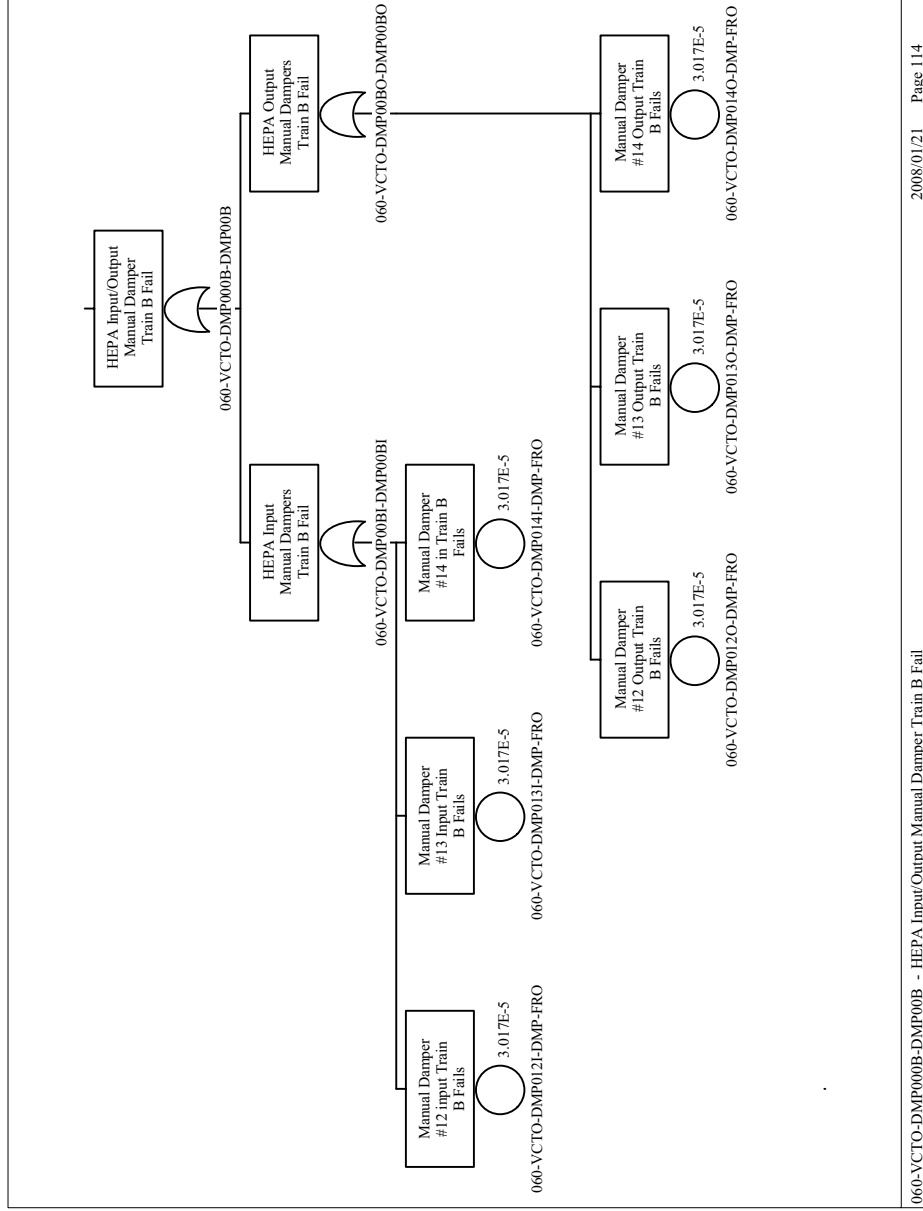 HEPA Input/Output
Manual Damper
Train B Fail
060-VCTO-DMP000B-DMP00B
HEPA Input
Manual Dampers
Train B Fail
060-VCTO-DMP00BI-DMP00BI
HEPA Output
Manual Dampers
Train B Fail
060-VCTO-DMP00BO-DMP00BO
Manual Damper
#12 input Train
B Fails
3.017E-5
060-VCTO-DMP012I-DMP-FRO
Manual Damper
#13 Input Train
B Fails
3.017E-5
060-VCTO-DMP013I-DMP-FRO
Manual Damper
#14 in Train B
Fails
3.017E-5
060-VCTO-DMP014I-DMP-FRO
Manual Damper
#12 Output Train
B Fails
3.017E-5
060-VCTO-DMP012O-DMP-FRO
Manual Damper
#13 Output Train
B Fails
3.017E-5
060-VCTO-DMP013O-DMP-FRO
Manual Damper
#14 Output Train
B Fails
3.017E-5
060-VCTO-DMP014O-DMP-FRO
060-VCTO-DMP000B-DMP00B - HEPA Input/Output Manual Damper Train B Fail 2008/01/21 Page 114